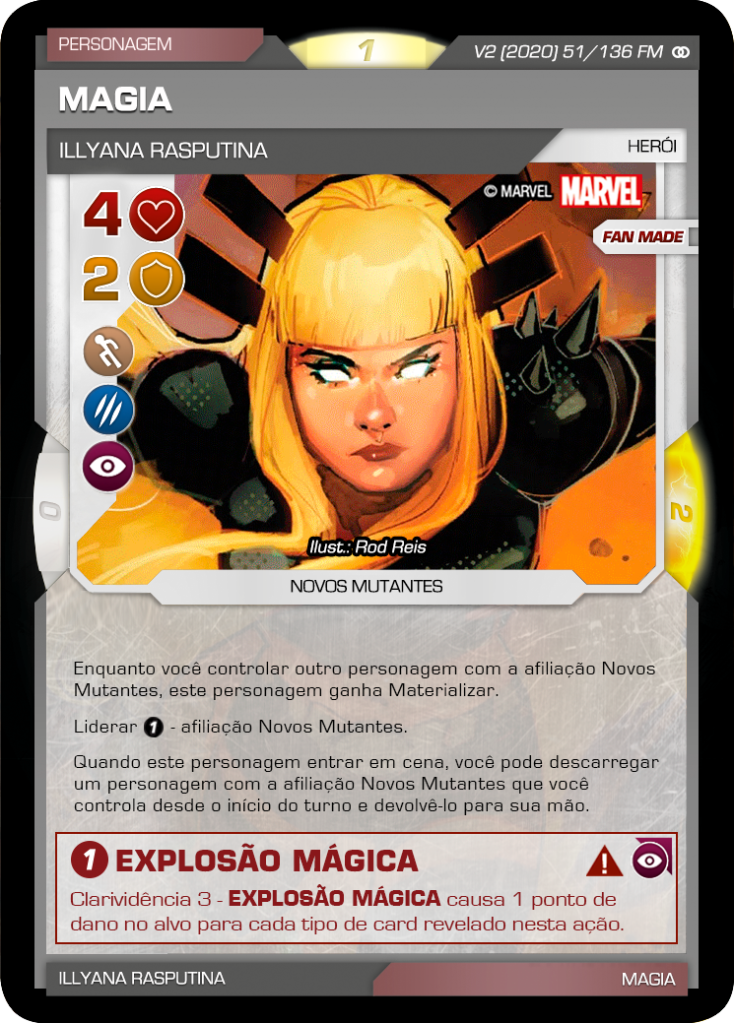 PERSONAGEM
1
V2 (2020) 51/136 FM
MAGIA
ILLYANA RASPUTINA
HERÓI
© MARVEL MARVEL
4
FAN MADE
2
0
2
Ilust.: Rod Reis
NOVOS MUTANTES
Enquanto você controlar outro personagem com a afiliação Novos
Mutantes, este personagem ganha Materializar.
Liderar 1 - afiliação Novos Mutantes.
Quando este personagem entrar em cena, você pode descarregar
um personagem com a afiliação Novos Mutantes que você
controla desde o início do turno e devolvê-lo para sua mão.
1 EXPLOSÃO MÁGICA
Clarividência 3 - EXPLOSÃO MÁGICA causa 1 ponto de
dano no alvo para cada tipo de card revelado nesta ação.
ILLYANA RASPUTINA
MAGIA